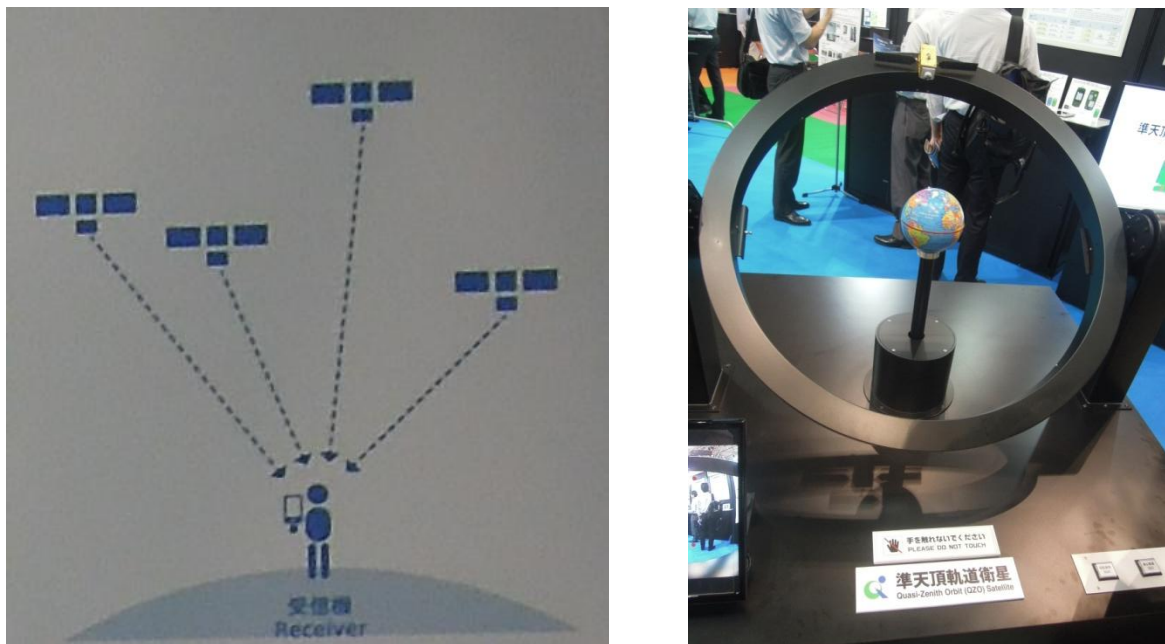 受信機
Receiver
準天
手を触れないでください
PLEASE DO NOT TOUCH
準天頂軌道衛星
Quasi-Zenith Orbit (QZO) Satellite